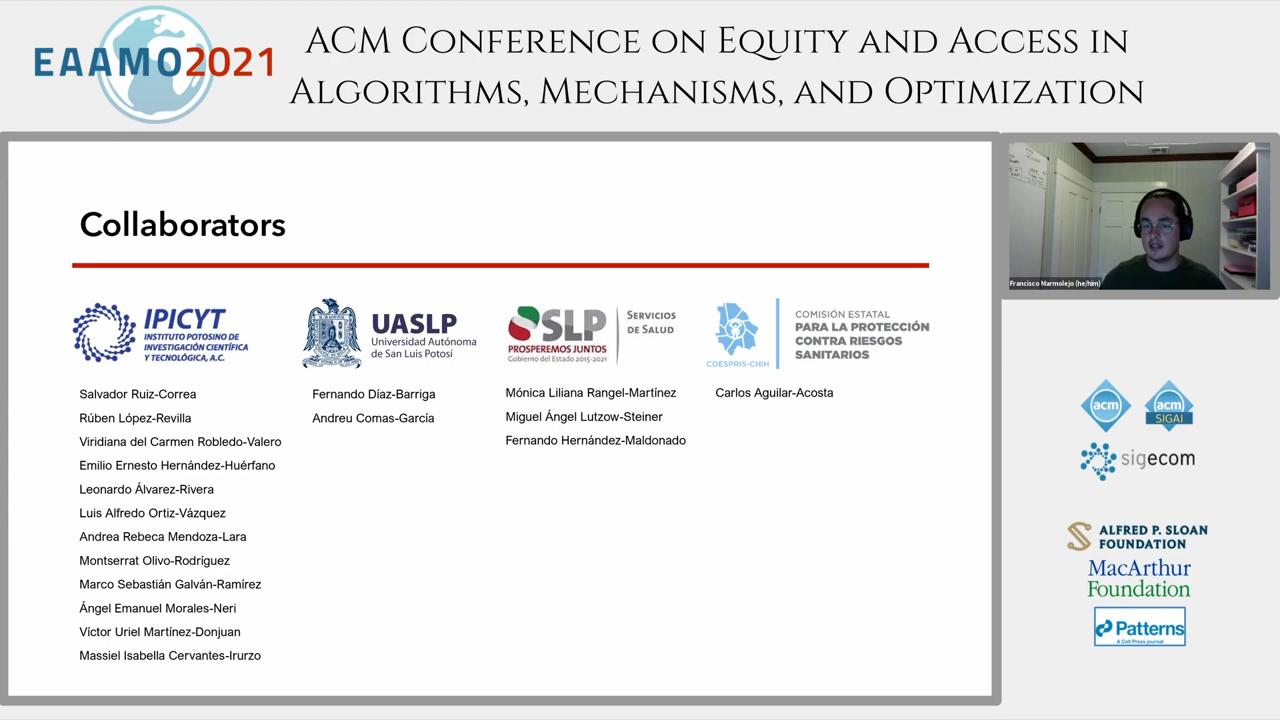 EAAMO2021
ACM Conference on Equity and Access in
Algorithms, Mechanisms, and Optimization
Collaborators
IPICYT
INSTITUTO POTOSINO DE
INVESTIGACIÓN CIENTÍFICA
Y TECNOLÓGICA, A.C.
Salvador Ruiz-Correa
Rúben López-Revilla
Viridiana del Carmen Robledo-Valero
Emilio Ernesto Hernández-Huérfano
Leonardo Álvarez-Rivera
Luis Alfredo Ortiz-Vázquez
Andrea Rebeca Mendoza-Lara
Montserrat Olivo-Rodríguez
Marco Sebastián Galván-Ramírez
Ángel Emanuel Morales-Neri
Víctor Uriel Martínez-Donjuan
Massiel Isabella Cervantes-Irurzo
UASLP
Universidad Autónoma
de San Luis Potosí
Fernando Díaz-Barriga
Andreu Comas-García
SLP
PROSPEREMOS JUNTOS
Gobierno del Estado 2015-2021
SERVICIOS
DE SALUD
Mónica Liliana Rangel-Martínez
Miguel Ángel Lutzow-Steiner
Fernando Hernández-Maldonado
COESPRIS-CHIH
COMISIÓN ESTATAL
PARA LA PROTECCIÓN
CONTRA RIESGOS
SANITARIOS
Carlos Aguilar-Acosta
Francisco Marmolejo (he/him)
acm
acm
SIGAI
sigecom
ALFRED P. SLOAN
FOUNDATION
MacArthur
Foundation
Patterns
A Cell Press journal